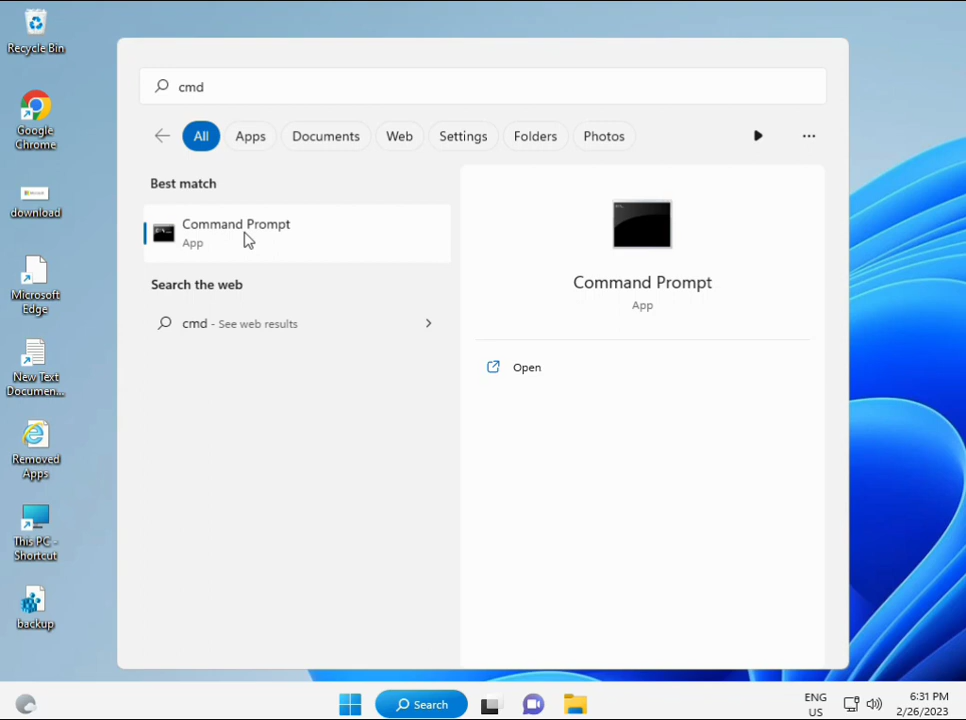 Recycle Bin
Google
Chrome
download
Microsoft
Edge
New Text
Documen...
Removed
Apps
This PC -
Shortcut
backup
cmd
All
Apps
Documents
Web
Settings
Folders
Photos
Best match
Command Prompt
App
Search the web
cmd - See web results
Command Prompt
App
Open
Search
ENG
US
6:31 PM
2/26/2023